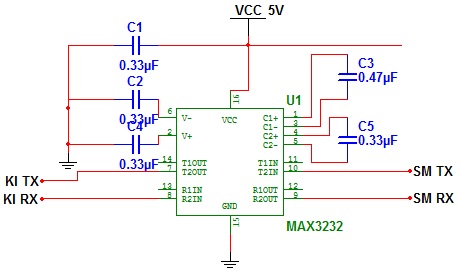 VCC 5V
C1
0.33µF
C2
0.33µF
C4
0.33µF
C3
0.47µF
C5
0.33µF
U1
16
VCC
6 V-
2 V+
14 T1OUT
7 T2OUT
13 R1IN
8 R2IN
C1+ 1
C1- 3
C2+ 4
C2- 5
T1IN 11
T2IN 10
R1OUT 12
R2OUT 9
GND
15
MAX3232
KI TX
KI RX
SM TX
SM RX